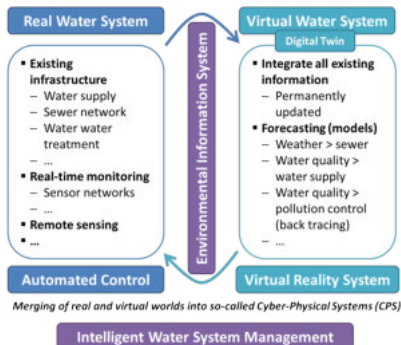 Real Water System
Virtual Water System
Digital Twin
▪ Existing
infrastructure
– Water supply
– Sewer network
– Water water
treatment
– ...
▪ Real-time monitoring
– Sensor networks
– ...
▪ Remote sensing
▪ ...
Environmental Information System
▪ Integrate all existing
information
– Permanently
updated
▪ Forecasting (models)
– Weather > sewer
– Water quality >
water supply
– Water quality >
pollution control
(back tracing)
– ...
Automated Control
Virtual Reality System
Merging of real and virtual worlds into so-called Cyber-Physical Systems (CPS)
Intelligent Water System Management